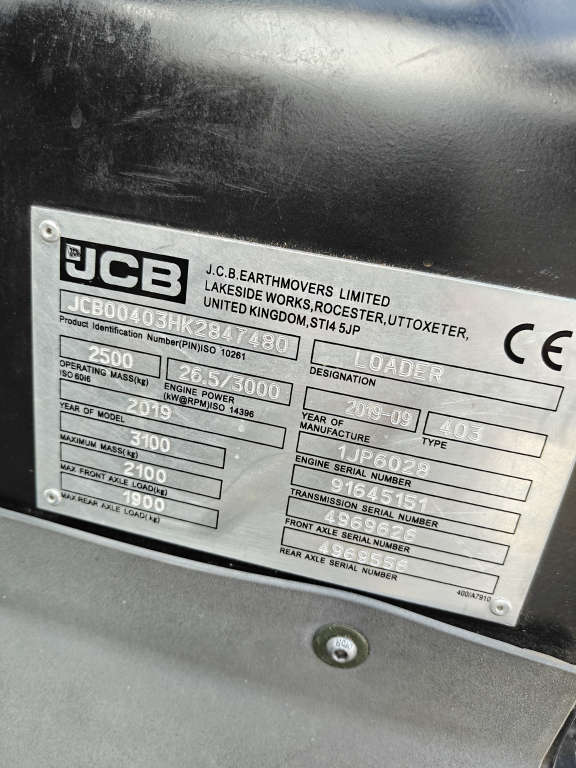 JCB
J.C.B. EARTHMOVERS LIMITED
LAKESIDE WORKS, ROCESTER, UTTOXETER,
UNITED KINGDOM, ST14 5JP
CE
JCB00403HK2847480
Product Identification Number(PIN)ISO 10261
LOADER
DESIGNATION
2500
OPERATING MASS(kg)
ISO 6016
26.5/3000
ENGINE POWER
(kW@RPM)ISO 14396
2019-09
YEAR OF
MANUFACTURE
403
TYPE
2019
YEAR OF MODEL
1JP6028
ENGINE SERIAL NUMBER
3100
MAXIMUM MASS(kg)
91645151
TRANSMISSION SERIAL NUMBER
2100
MAX FRONT AXLE LOAD(kg)
4969626
FRONT AXLE SERIAL NUMBER
1900
MAX REAR AXLE LOAD(kg)
4969556
REAR AXLE SERIAL NUMBER
400/A7910